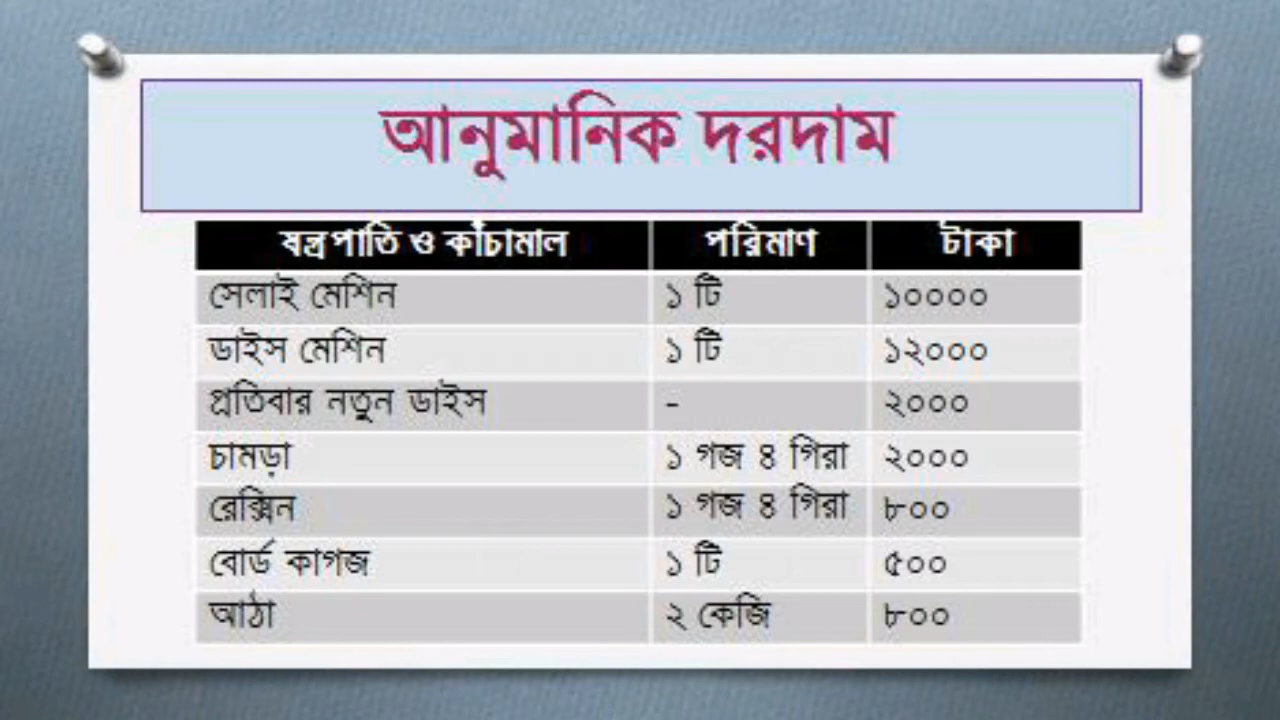 আনুমানিক দরদাম
যন্ত্রপাতি ও কাঁচামাল পরিমাণ টাকা
সেলাই মেশিন ১ টি ১০০০০
ডাইস মেশিন ১ টি ১২০০০
প্রতিবার নতুন ডাইস - ২০০০
চামড়া ১ গজ ৪ গিরা ২০০০
রেক্সিন ১ গজ ৪ গিরা ৮০০
বোর্ড কাগজ ১ টি ৫০০
আঠা ২ কেজি ৮০০